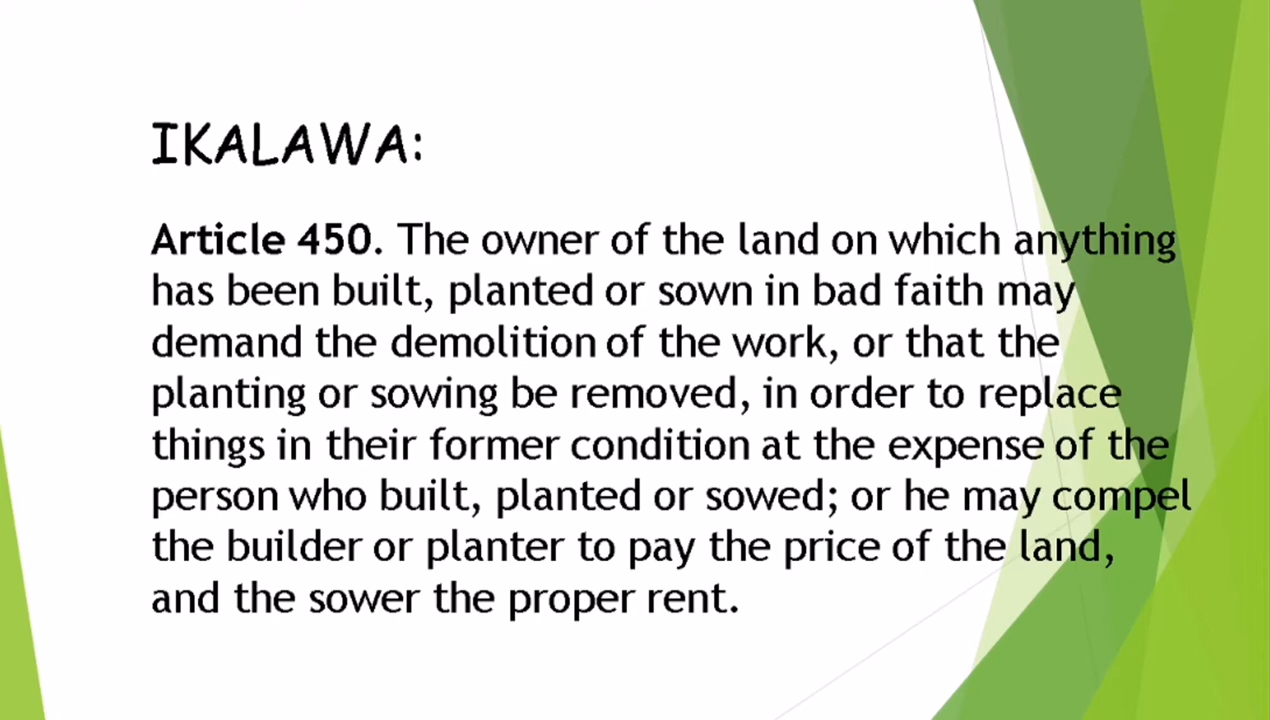 IKALAWA:
Article 450. The owner of the land on which anything
has been built, planted or sown in bad faith may
demand the demolition of the work, or that the
planting or sowing be removed, in order to replace
things in their former condition at the expense of the
person who built, planted or sowed; or he may compel
the builder or planter to pay the price of the land,
and the sower the proper rent.